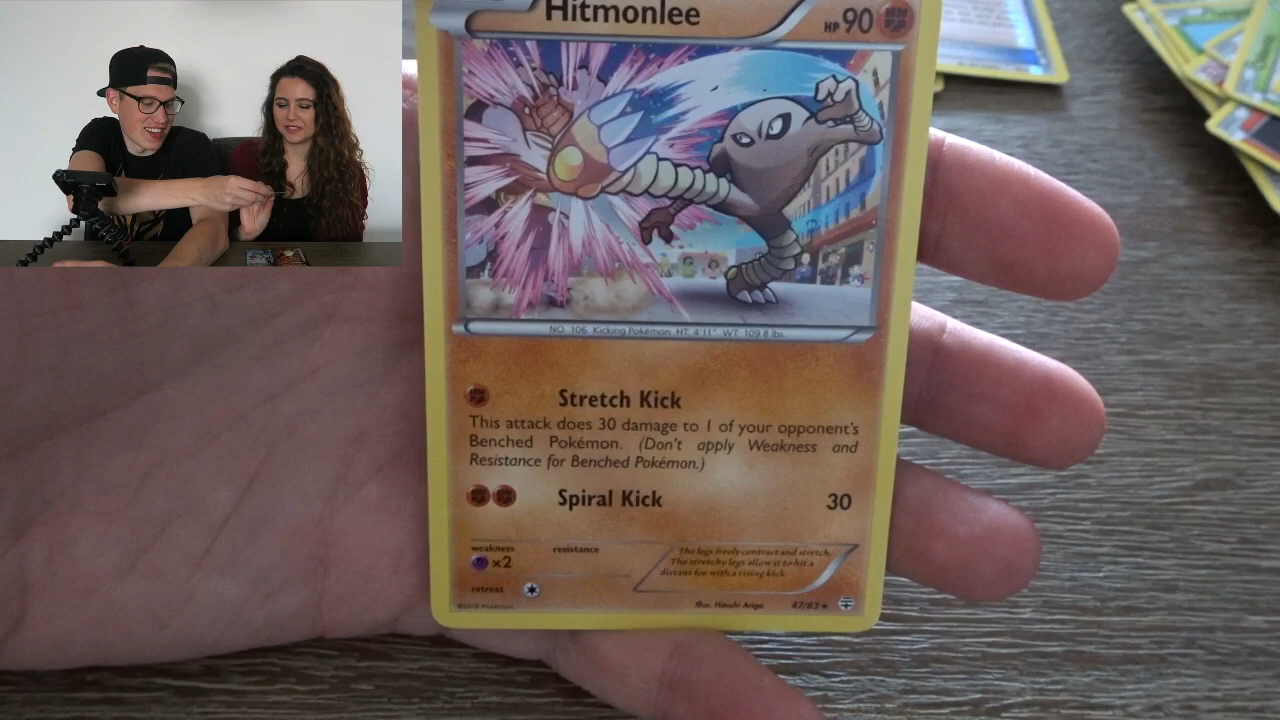 Hitmonlee HP 90
NO. 106 Kicking Pokémon HT: 4'11" WT: 109.8 lbs.
Stretch Kick
This attack does 30 damage to 1 of your opponent's
Benched Pokémon. (Don't apply Weakness and
Resistance for Benched Pokémon.)
Spiral Kick 30
weakness resistance
×2
retreat
The legs freely contract and stretch.
The stretchy legs allow it to hit a
distant foe with a rising kick.
©2016 Pokémon Illus. Hitoshi Ariga 47/83